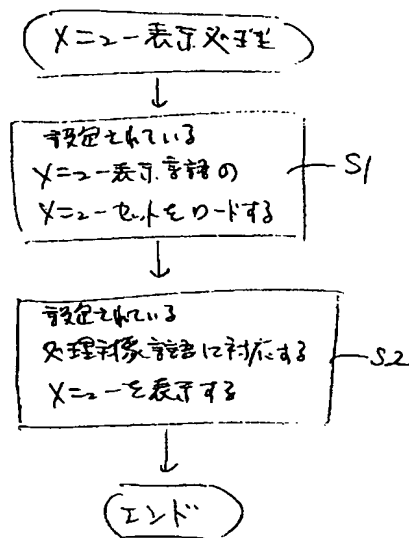 メニュー表示処理
設定されている
メニュー表示言語の
メニューセットをロードする
S1
設定されている
処理対象言語に対応する
メニューを表示する
S2
エンド